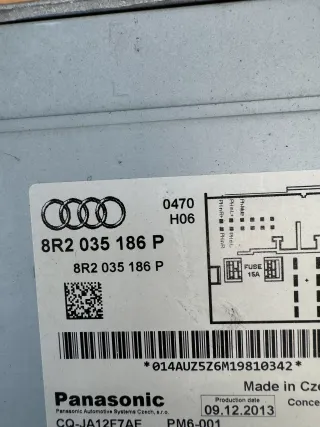 0470
H06
8R2 035 186 P
8R2 035 186 P
FUSE
15A
*014AUZ5Z6M19810342*
Made in Cze
Panasonic
Production date
Conce
Panasonic Automotive Systems Czech, s.r.o.
09.12.2013
CQ-JA12F7AF
PM6-001